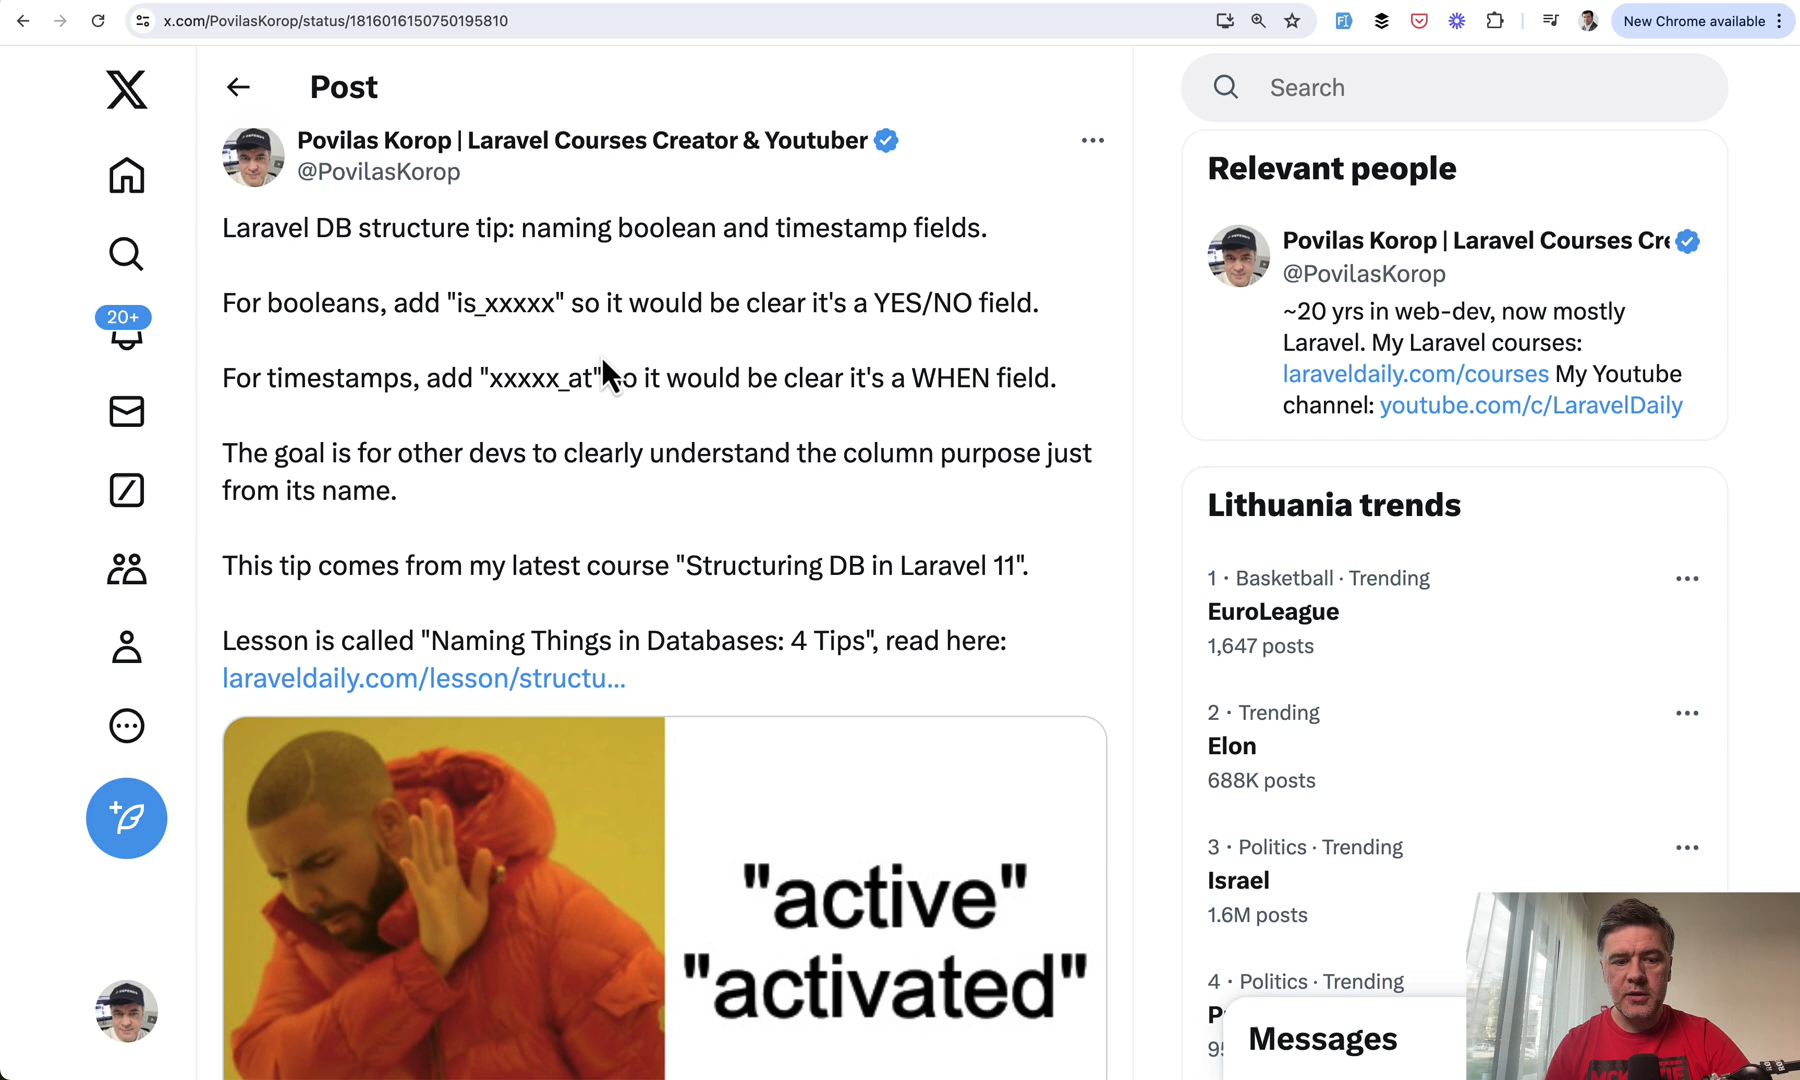 x.com/PovilasKorop/status/1816016150750195810
New Chrome available
Post
Search
Povilas Korop | Laravel Courses Creator & Youtuber
@PovilasKorop
Laravel DB structure tip: naming boolean and timestamp fields.
For booleans, add "is_xxxxx" so it would be clear it's a YES/NO field.
For timestamps, add "xxxxx_at" so it would be clear it's a WHEN field.
The goal is for other devs to clearly understand the column purpose just
from its name.
This tip comes from my latest course "Structuring DB in Laravel 11".
Lesson is called "Naming Things in Databases: 4 Tips", read here:
laraveldaily.com/lesson/structu...
"active"
"activated"
20+
Relevant people
Povilas Korop | Laravel Courses Cre
@PovilasKorop
~20 yrs in web-dev, now mostly
Laravel. My Laravel courses:
laraveldaily.com/courses My Youtube
channel: youtube.com/c/LaravelDaily
Lithuania trends
1 · Basketball · Trending
EuroLeague
1,647 posts
2 · Trending
Elon
688K posts
3 · Politics · Trending
Israel
1.6M posts
4 · Politics · Trending
Messages